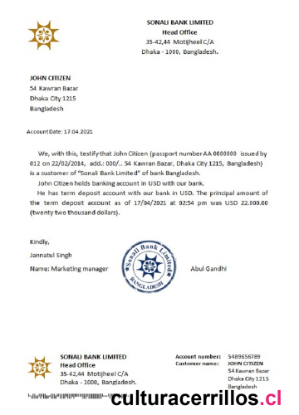 SONALI BANK LIMITED
Head Office
35-42,44 Motijheel C/A
Dhaka - 1000, Bangladesh.
JOHN CITIZEN
54 Kawran Bazar
Dhaka City 1215
Bangladesh
Account Date: 17.04.2021
We, with this, testify that John Citizen (passport number AA 0000000 issued by
012 on 22/02/2014, add.: 000/.. 54 Kawran Bazar, Dhaka City 1215, Bangladesh)
is a customer of "Sonali Bank Limited" of bank Bangladesh.
John Citizen holds banking account in USD with our bank.
He has term deposit account with our bank in USD. The principal amount of
the term deposit account as of 17/04/2021 at 02:54 pm was USD 22.000.00
(twenty two thousand dollars).
Kindly,
Jannatul Singh
Name: Marketing manager
Sonali Bank Limited
BANGLADESH
Abul Gandhi
SONALI BANK LIMITED
Head Office
35-42,44 Motijheel C/A
Dhaka - 1000, Bangladesh.
Account number: 5489656789
Customer name: JOHN CITIZEN
54 Kawran Bazar
Dhaka City 1215
Bangladesh
culturacerrillos.cl